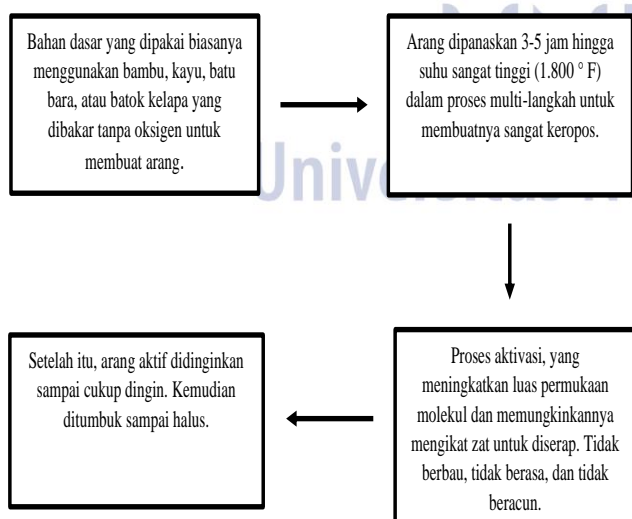 Bahan dasar yang dipakai biasanya
menggunakan bambu, kayu, batu
bara, atau batok kelapa yang
dibakar tanpa oksigen untuk
membuat arang.
Arang dipanaskan 3-5 jam hingga
suhu sangat tinggi (1.800 ° F)
dalam proses multi-langkah untuk
membuatnya sangat keropos.
Proses aktivasi, yang
meningkatkan luas permukaan
molekul dan memungkinkannya
mengikat zat untuk diserap. Tidak
berbau, tidak berasa, dan tidak
beracun.
Setelah itu, arang aktif didinginkan
sampai cukup dingin. Kemudian
ditumbuk sampai halus.